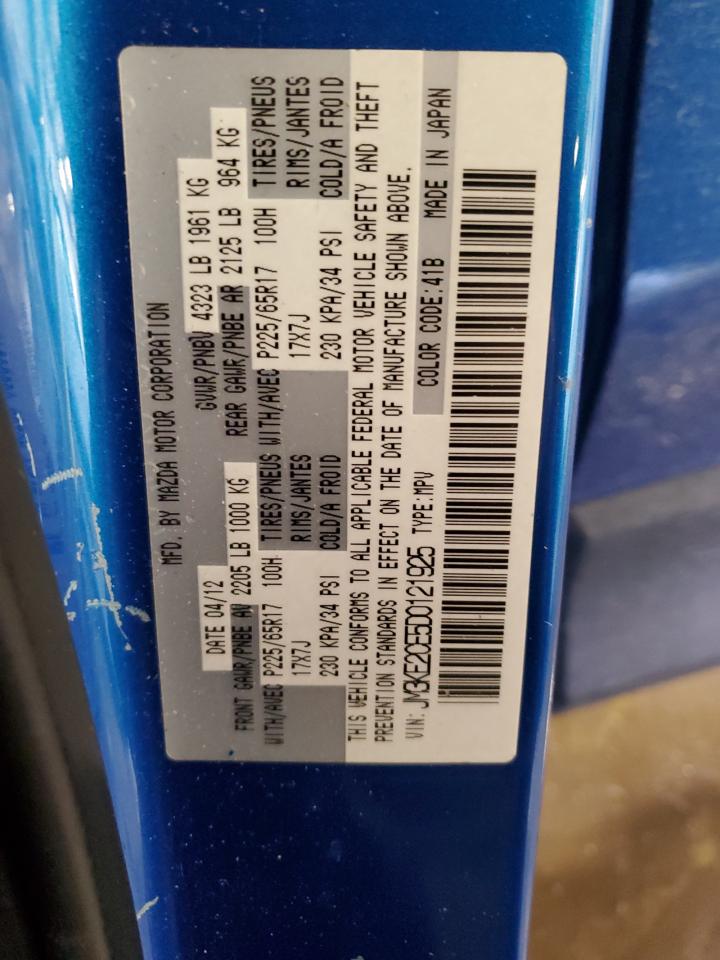 MFD. BY MAZDA MOTOR CORPORATION
DATE 04/12 GVWR/PNBV 4323 LB 1961 KG
FRONT GAWR/PNBE AV 2205 LB 1000 KG REAR GAWR/PNBE AR 2125 LB 964 KG
WITH/AVEC P225/65R17 100H TIRES/PNEUS WITH/AVEC P225/65R17 100H TIRES/PNEUS
17X7J RIMS/JANTES 17X7J RIMS/JANTES
230 KPA/34 PSI COLD/A FROID 230 KPA/34 PSI COLD/A FROID
THIS VEHICLE CONFORMS TO ALL APPLICABLE FEDERAL MOTOR VEHICLE SAFETY AND THEFT
PREVENTION STANDARDS IN EFFECT ON THE DATE OF MANUFACTURE SHOWN ABOVE.
VIN: JM3KE2CE5D0121925 TYPE:MPV COLOR CODE:41B MADE IN JAPAN